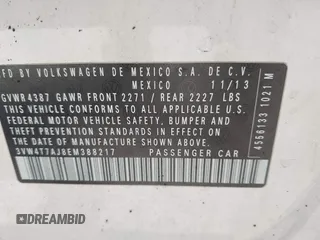 MFD BY VOLKSWAGEN DE MEXICO S.A. DE C.V.
MEXICO 11/13
GVWR 4387 GAWR FRONT 2271 / REAR 2227 LBS
THIS VEHICLE CONFORMS TO ALL APPLICABLE U.S.
FEDERAL MOTOR VEHICLE SAFETY, BUMPER, AND
THEFT PREVENTION STANDARDS IN EFFECT ON
THE DATE OF MANUFACTURE SHOWN ABOVE.
3VW4T7AJ8EM388217 PASSENGER CAR
4556133 1021 M